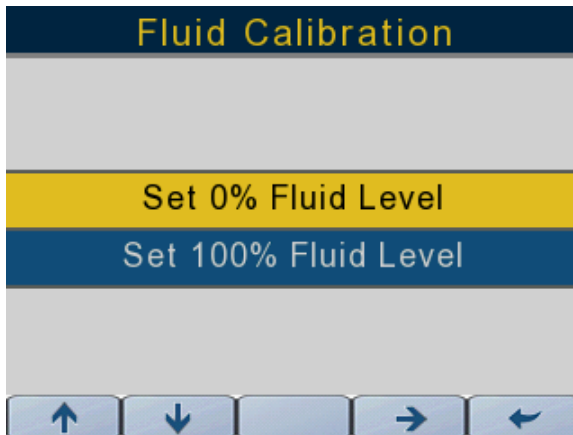 Fluid Calibration
Set 0% Fluid Level
Set 100% Fluid Level